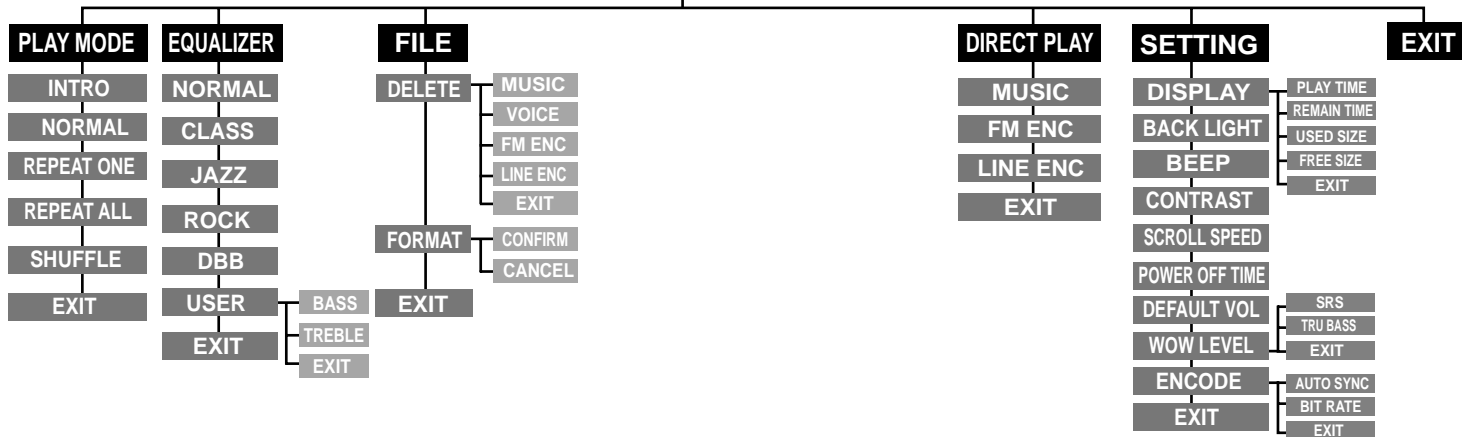 PLAY MODE
INTRO
NORMAL
REPEAT ONE
REPEAT ALL
SHUFFLE
EXIT
EQUALIZER
NORMAL
CLASS
JAZZ
ROCK
DBB
USER
BASS
TREBLE
EXIT
EXIT
FILE
DELETE
MUSIC
VOICE
FM ENC
LINE ENC
EXIT
FORMAT
CONFIRM
CANCEL
EXIT
DIRECT PLAY
MUSIC
FM ENC
LINE ENC
EXIT
SETTING
DISPLAY
PLAY TIME
REMAIN TIME
USED SIZE
FREE SIZE
EXIT
BACK LIGHT
BEEP
CONTRAST
SCROLL SPEED
POWER OFF TIME
DEFAULT VOL
WOW LEVEL
SRS
TRU BASS
EXIT
ENCODE
AUTO SYNC
BIT RATE
EXIT
EXIT
EXIT